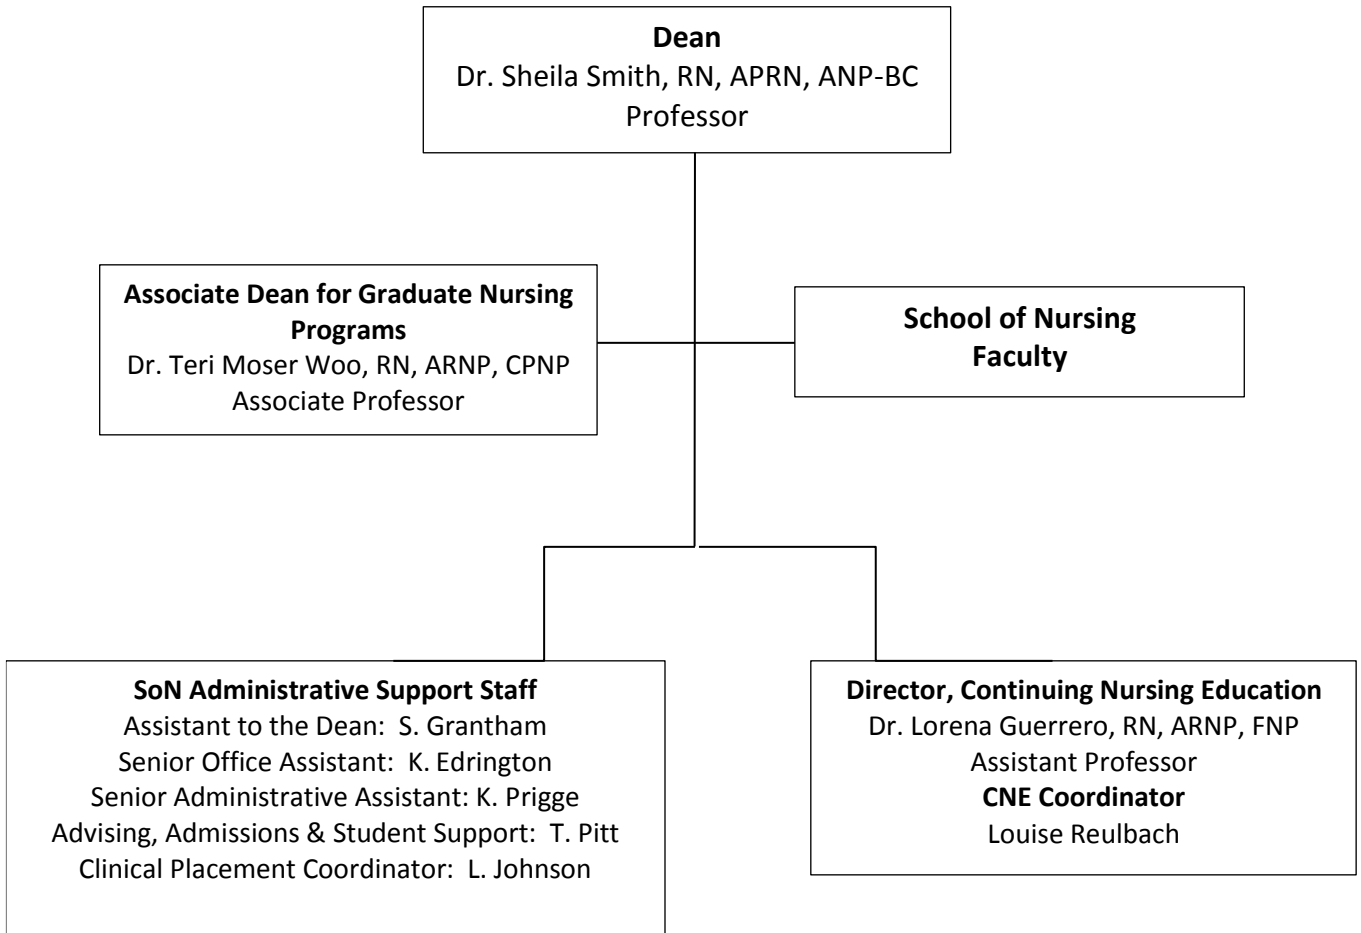 Dean
Dr. Sheila Smith, RN, APRN, ANP-BC
Professor
Associate Dean for Graduate Nursing
Programs
Dr. Teri Moser Woo, RN, ARNP, CPNP
Associate Professor
School of Nursing
Faculty
SoN Administrative Support Staff
Assistant to the Dean:  S. Grantham
Senior Office Assistant:  K. Edrington
Senior Administrative Assistant: K. Prigge
Advising, Admissions & Student Support:  T. Pitt
Clinical Placement Coordinator:  L. Johnson
Director, Continuing Nursing Education
Dr. Lorena Guerrero, RN, ARNP, FNP
Assistant Professor
CNE Coordinator
Louise Reulbach